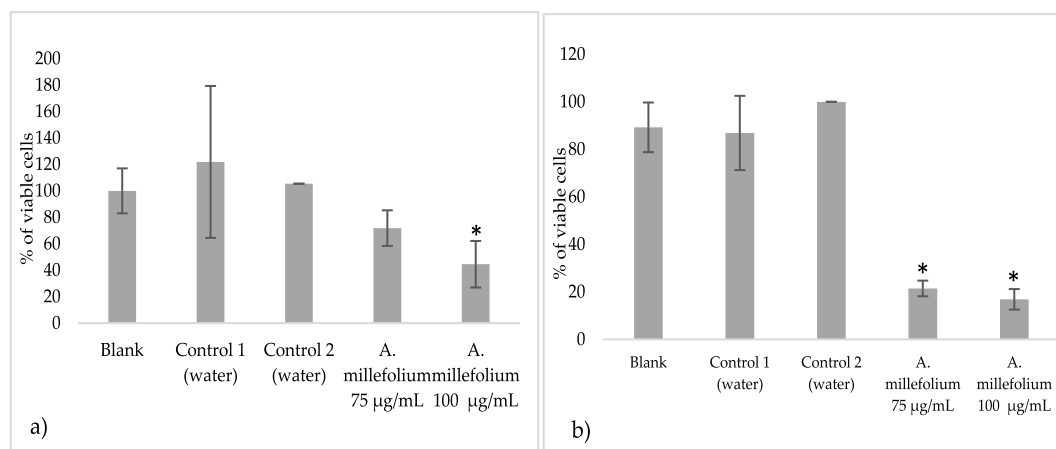 % of viable cells
200
180
160
140
120
100
80
60
40
20
0
*
Blank
Control 1
(water)
Control 2
(water)
A.
millefolium
75 µg/mL
A.
millefolium
100 µg/mL
a)
% of viable cells
120
100
80
60
40
20
0
*
*
Blank
Control 1
(water)
Control 2
(water)
A.
millefolium
75 µg/mL
A.
millefolium
100 µg/mL
b)